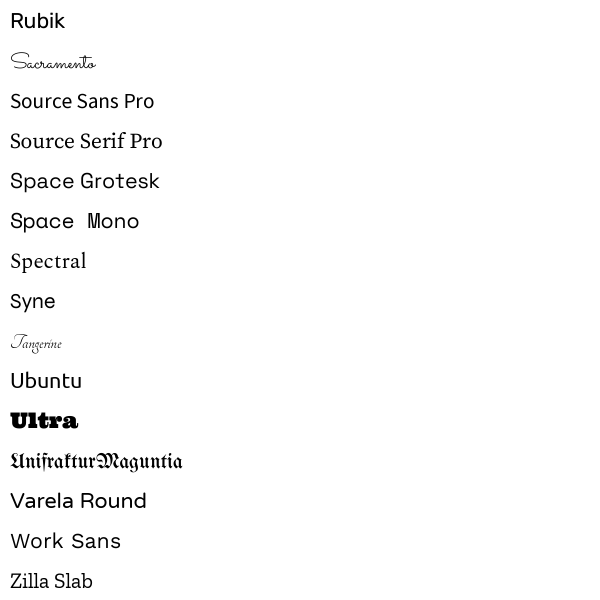 Rubik
Sacramento
Source Sans Pro
Source Serif Pro
Space Grotesk
Space Mono
Spectral
Syne
Tangerine
Ubuntu
Ultra
UnifrakturMaguntia
Varela Round
Work Sans
Zilla Slab